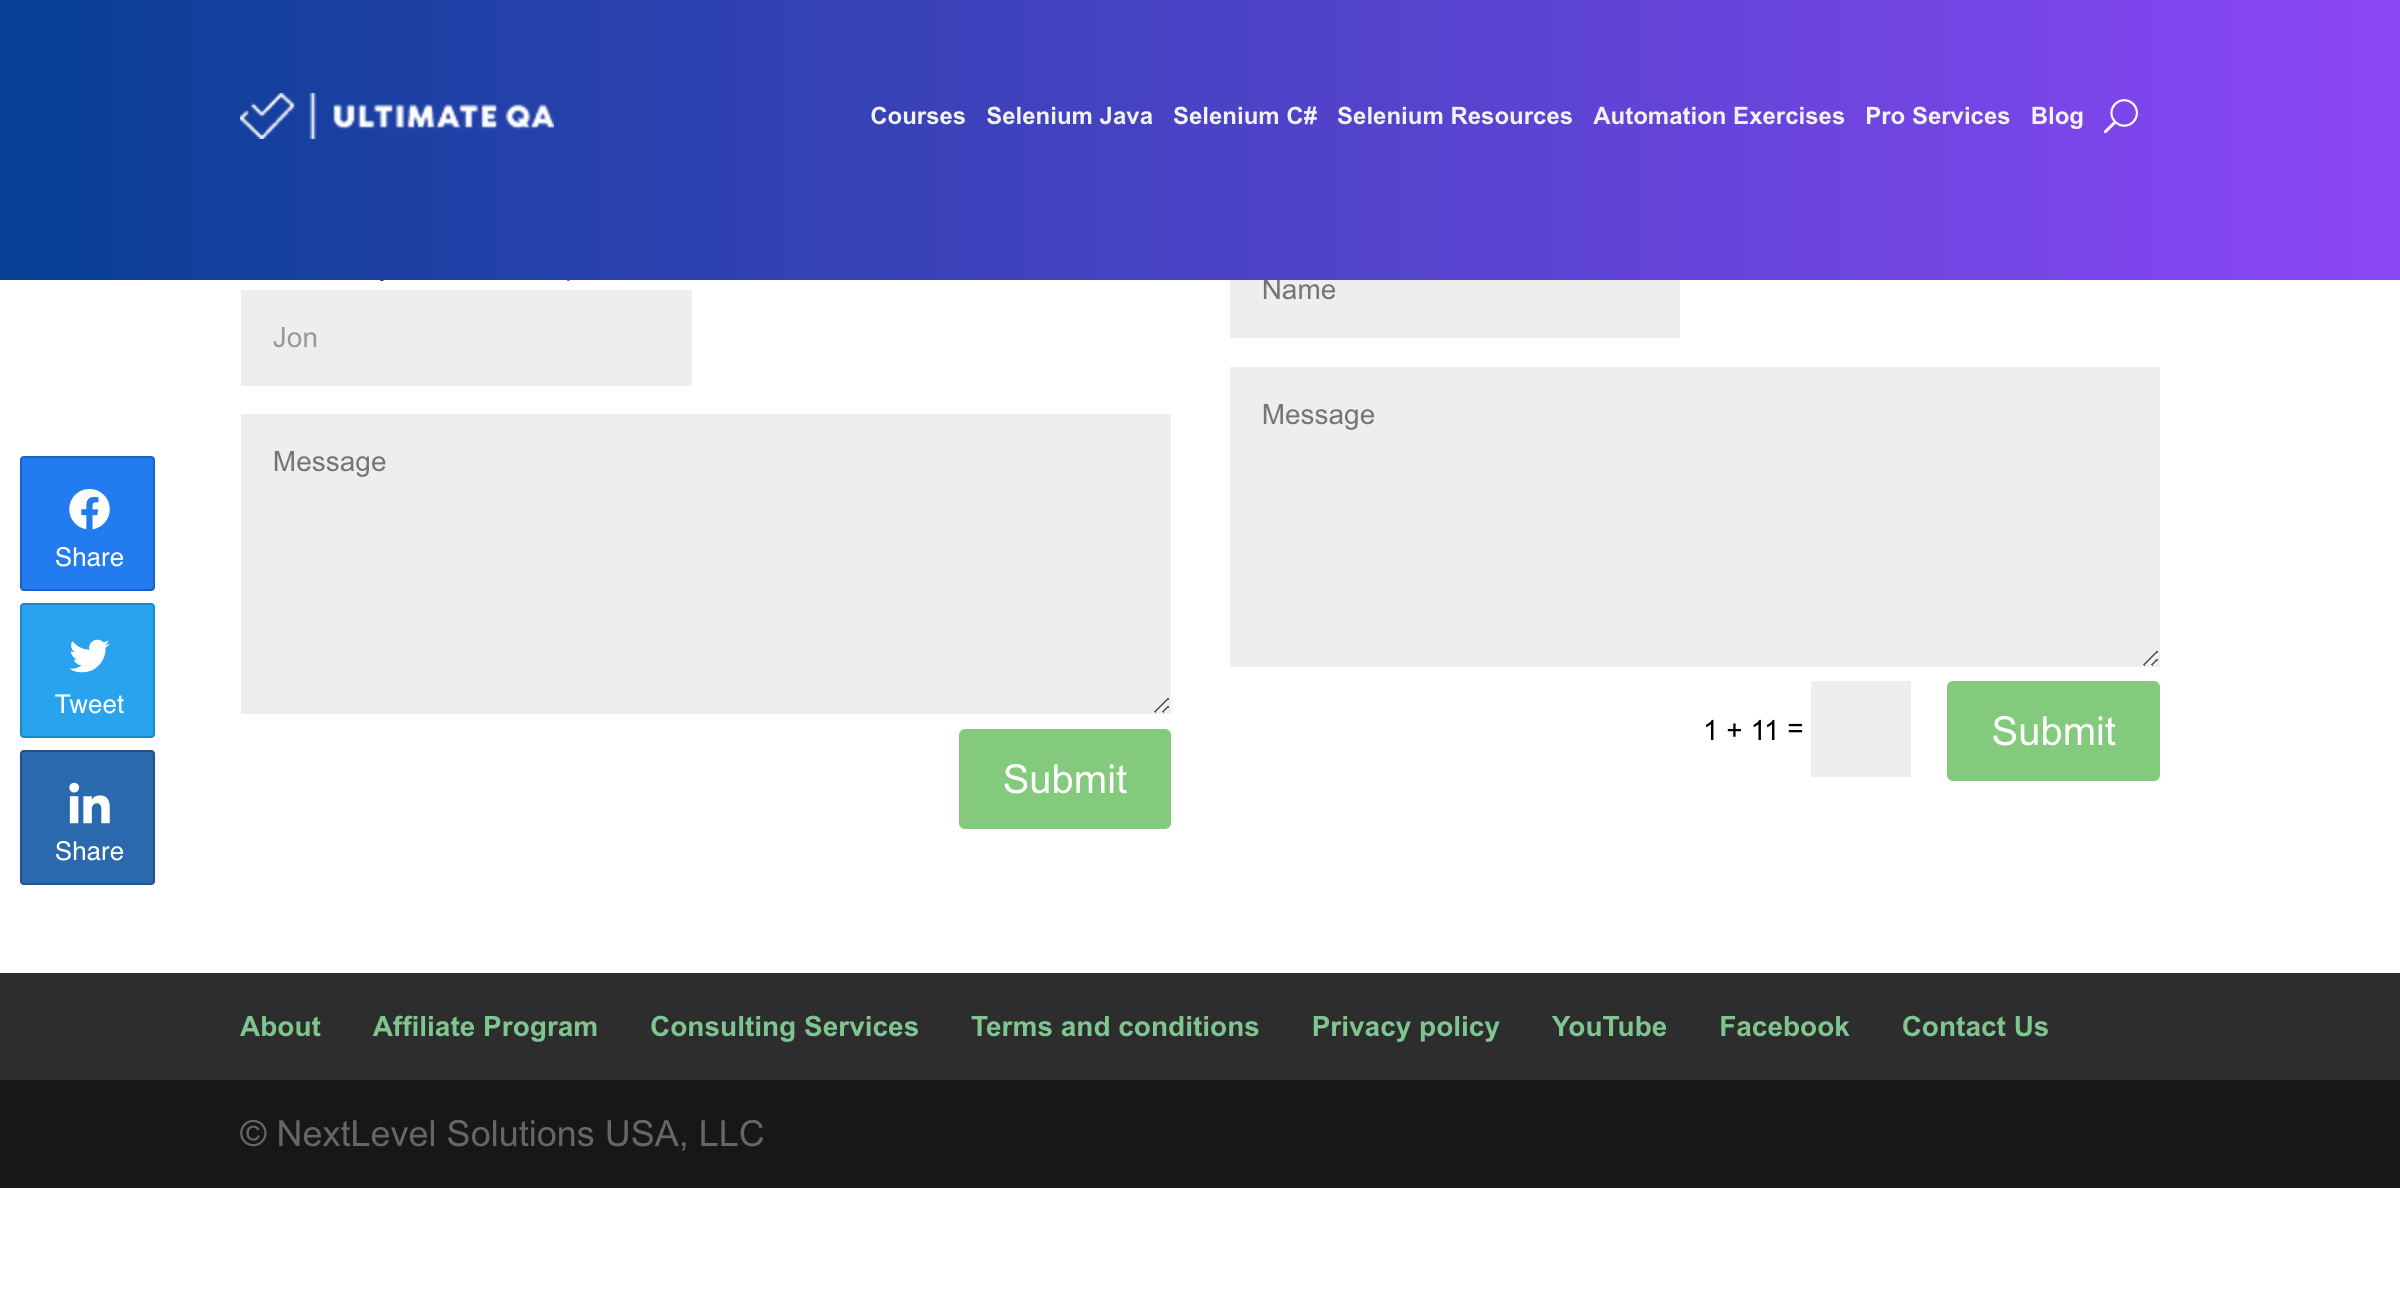 ULTIMATE QA
Courses Selenium Java Selenium C# Selenium Resources Automation Exercises Pro Services Blog
Jon
Message
Submit
Name
Message
1 + 11 =
Submit
Share
Tweet
in
Share
About Affiliate Program Consulting Services Terms and conditions Privacy policy YouTube Facebook Contact Us
© NextLevel Solutions USA, LLC